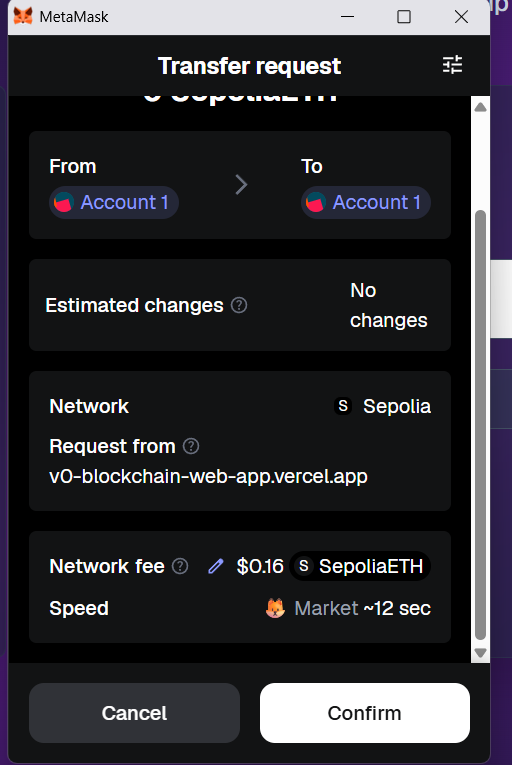 MetaMask
Transfer request
0 SepoliaETH
From
To
Account 1
Account 1
Estimated changes
No
changes
Network
S Sepolia
Request from
v0-blockchain-web-app.vercel.app
Network fee $0.16 S SepoliaETH
Speed Market ~12 sec
Cancel
Confirm